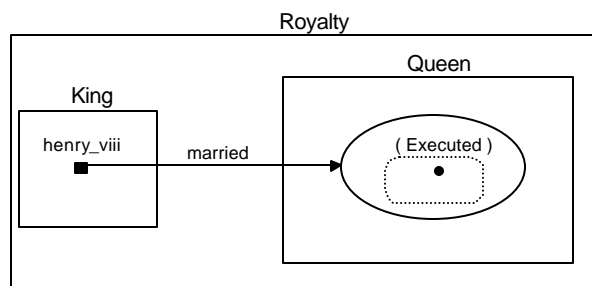 Royalty
King
Queen
henry_viii
married
( Executed )